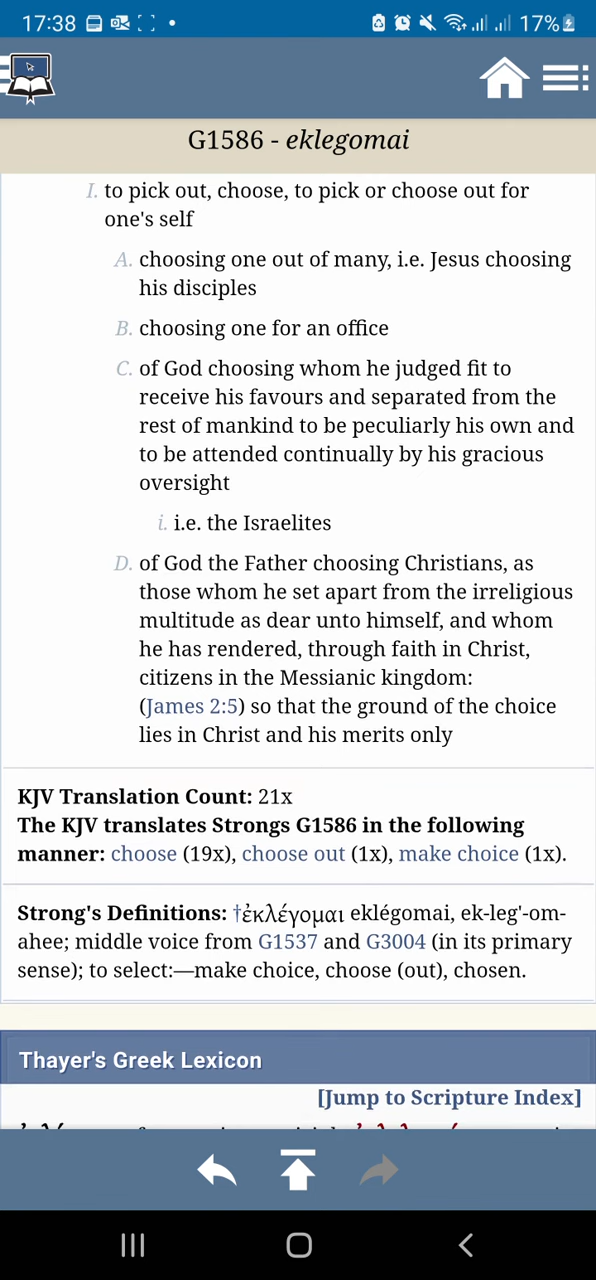 17:38
17%
G1586 - eklegomai
I. to pick out, choose, to pick or choose out for
one's self
A. choosing one out of many, i.e. Jesus choosing
his disciples
B. choosing one for an office
C. of God choosing whom he judged fit to
receive his favours and separated from the
rest of mankind to be peculiarly his own and
to be attended continually by his gracious
oversight
i. i.e. the Israelites
D. of God the Father choosing Christians, as
those whom he set apart from the irreligious
multitude as dear unto himself, and whom
he has rendered, through faith in Christ,
citizens in the Messianic kingdom:
(James 2:5) so that the ground of the choice
lies in Christ and his merits only
KJV Translation Count: 21x
The KJV translates Strongs G1586 in the following
manner: choose (19x), choose out (1x), make choice (1x).
Strong's Definitions: †ἐκλέγομαι eklégomai, ek-leg'-om-
ahee; middle voice from G1537 and G3004 (in its primary
sense); to select:—make choice, choose (out), chosen.
Thayer's Greek Lexicon
[Jump to Scripture Index]